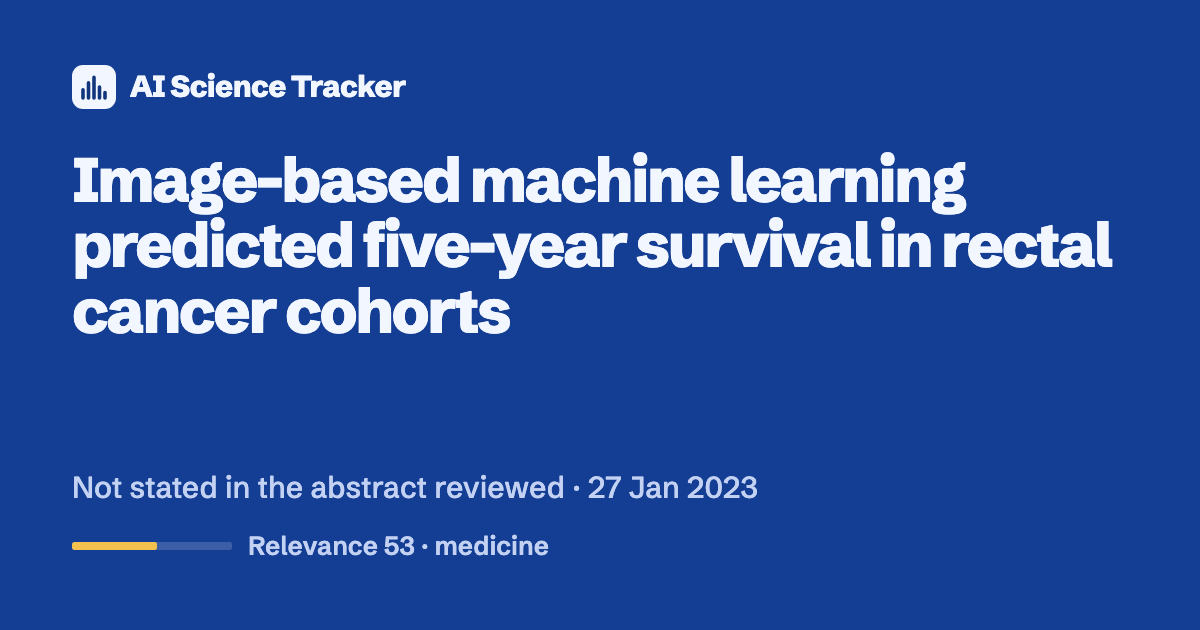 AI Science Tracker
Image-based machine learning
predicted five-year survival in rectal
cancer cohorts
Not stated in the abstract reviewed · 27 Jan 2023
Relevance 53 · medicine